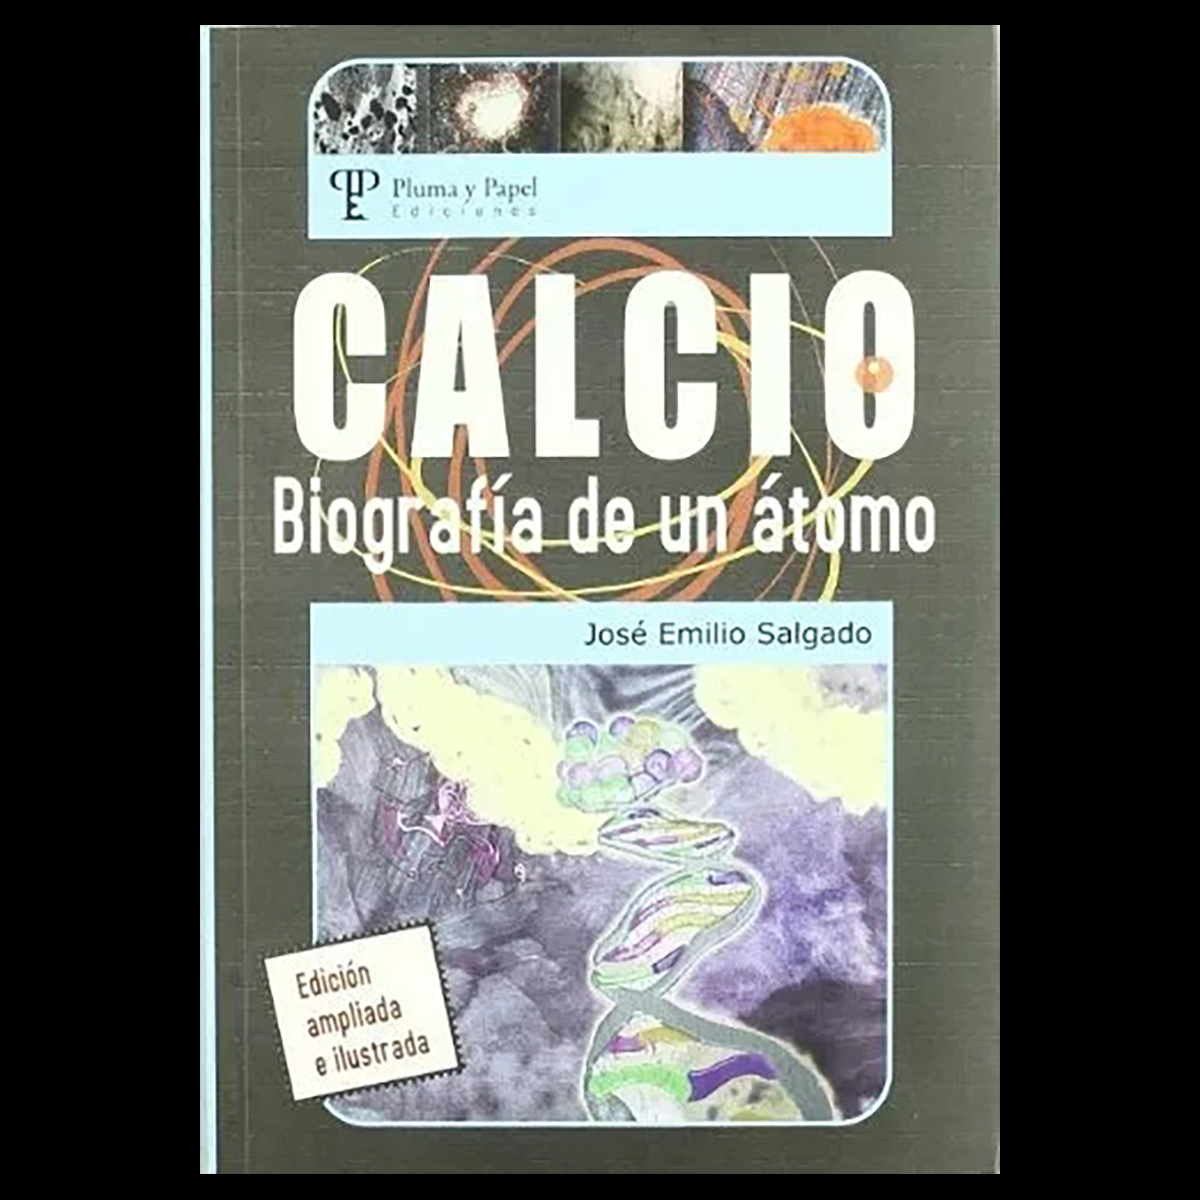 Pluma y Papel
Ediciones
CALCIO
Biografía de un átomo
José Emilio Salgado
Edición
ampliada
e ilustrada